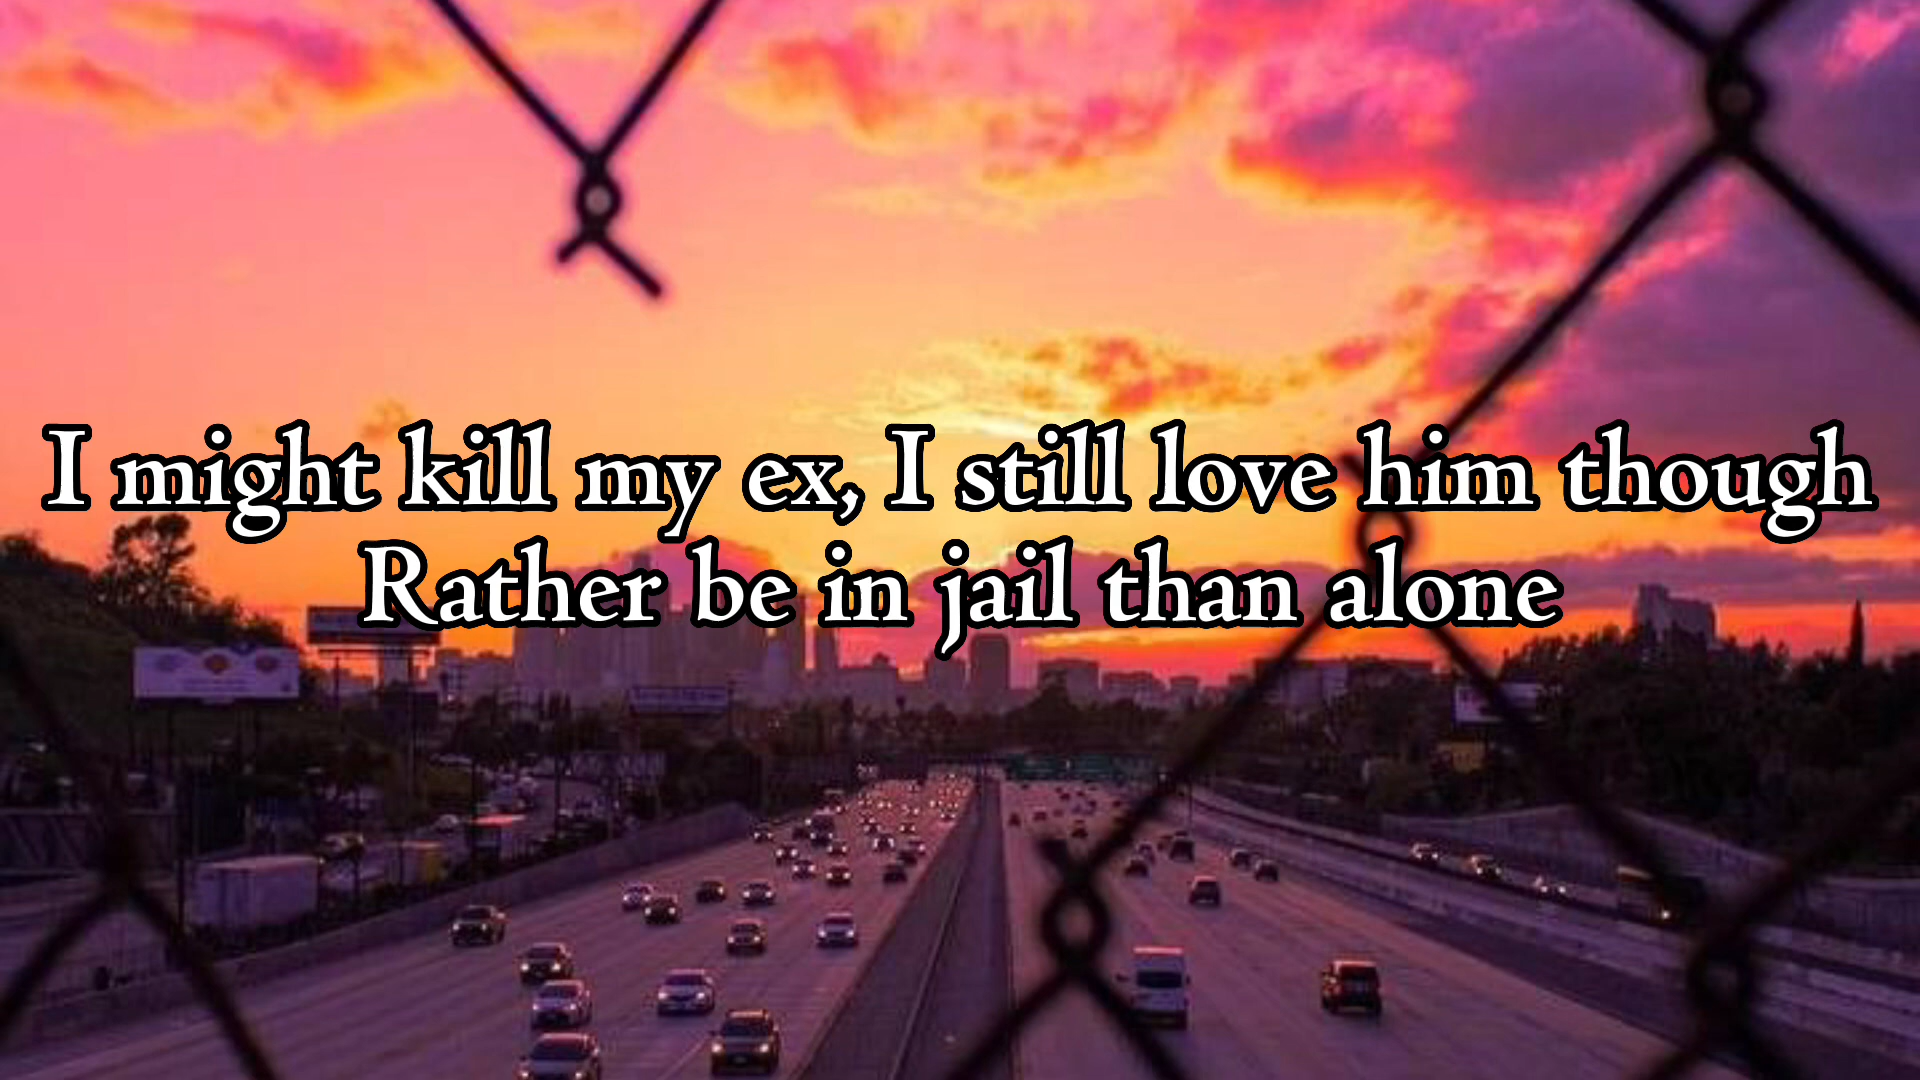 I might kill my ex, I still love him though
Rather be in jail than alone